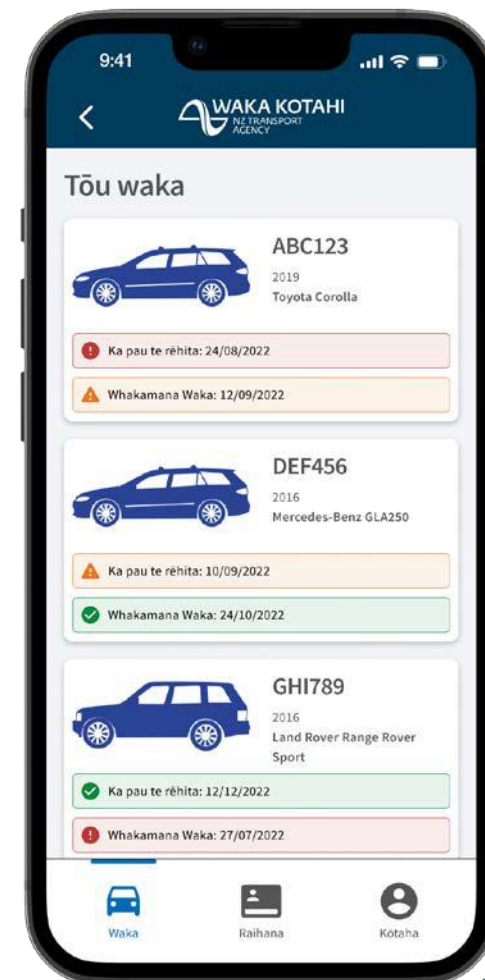 9:41
WAKA KOTAHI
NZ TRANSPORT
AGENCY
Tōu waka
ABC123
2019
Toyota Corolla
Ka pau te rēhita: 24/08/2022
Whakamana Waka: 12/09/2022
DEF456
2016
Mercedes-Benz GLA250
Ka pau te rēhita: 10/09/2022
Whakamana Waka: 24/10/2022
GHI789
2016
Land Rover Range Rover
Sport
Ka pau te rēhita: 12/12/2022
Whakamana Waka: 27/07/2022
Waka
Raihana
Kotaha